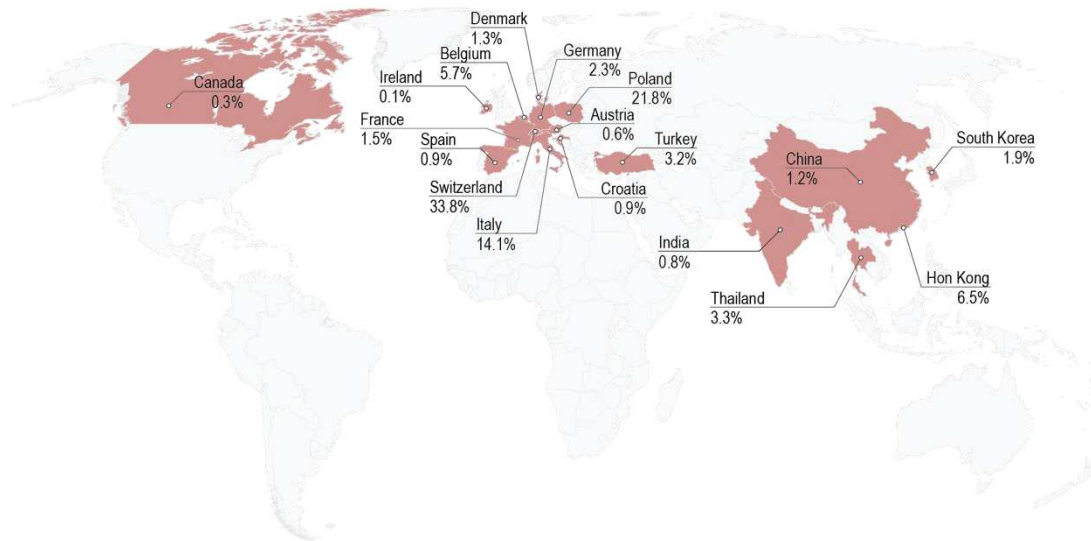 Denmark
1.3%
Belgium
5.7%
Germany
2.3%
Ireland
0.1%
Poland
21.8%
Canada
0.3%
France
1.5%
Austria
0.6%
Spain
0.9%
Turkey
3.2%
South Korea
1.9%
China
1.2%
Switzerland
33.8%
Croatia
0.9%
Italy
14.1%
India
0.8%
Hon Kong
6.5%
Thailand
3.3%